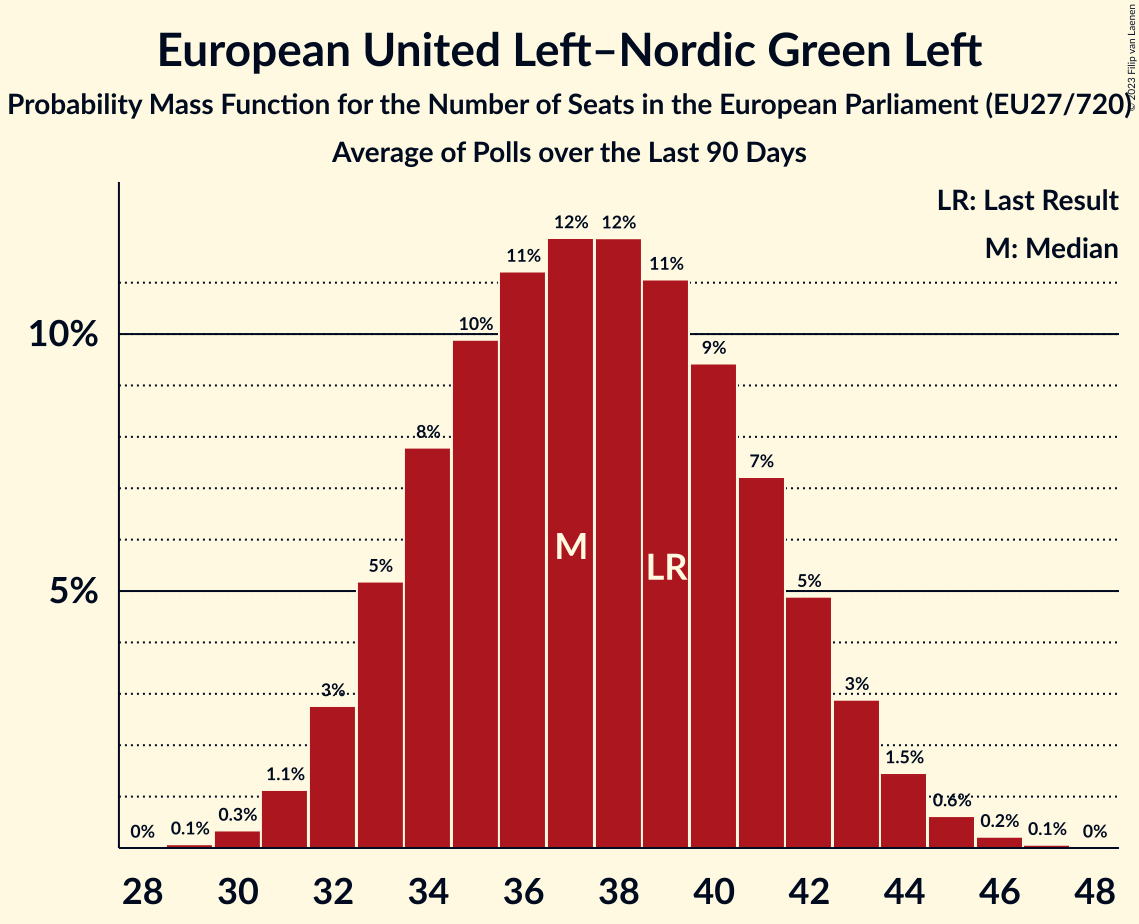 European United Left–Nordic Green Left
Probability Mass Function for the Number of Seats in the European Parliament (EU27/720)
Average of Polls over the Last 90 Days
© 2023 Filip van Laenen
LR: Last Result
M: Median
10%
5%
0%
0.1%
0.3%
1.1%
3%
5%
8%
10%
11%
12%
12%
11%
9%
7%
5%
3%
1.5%
0.6%
0.2%
0.1%
0%
M
LR
28 30 32 34 36 38 40 42 44 46 48